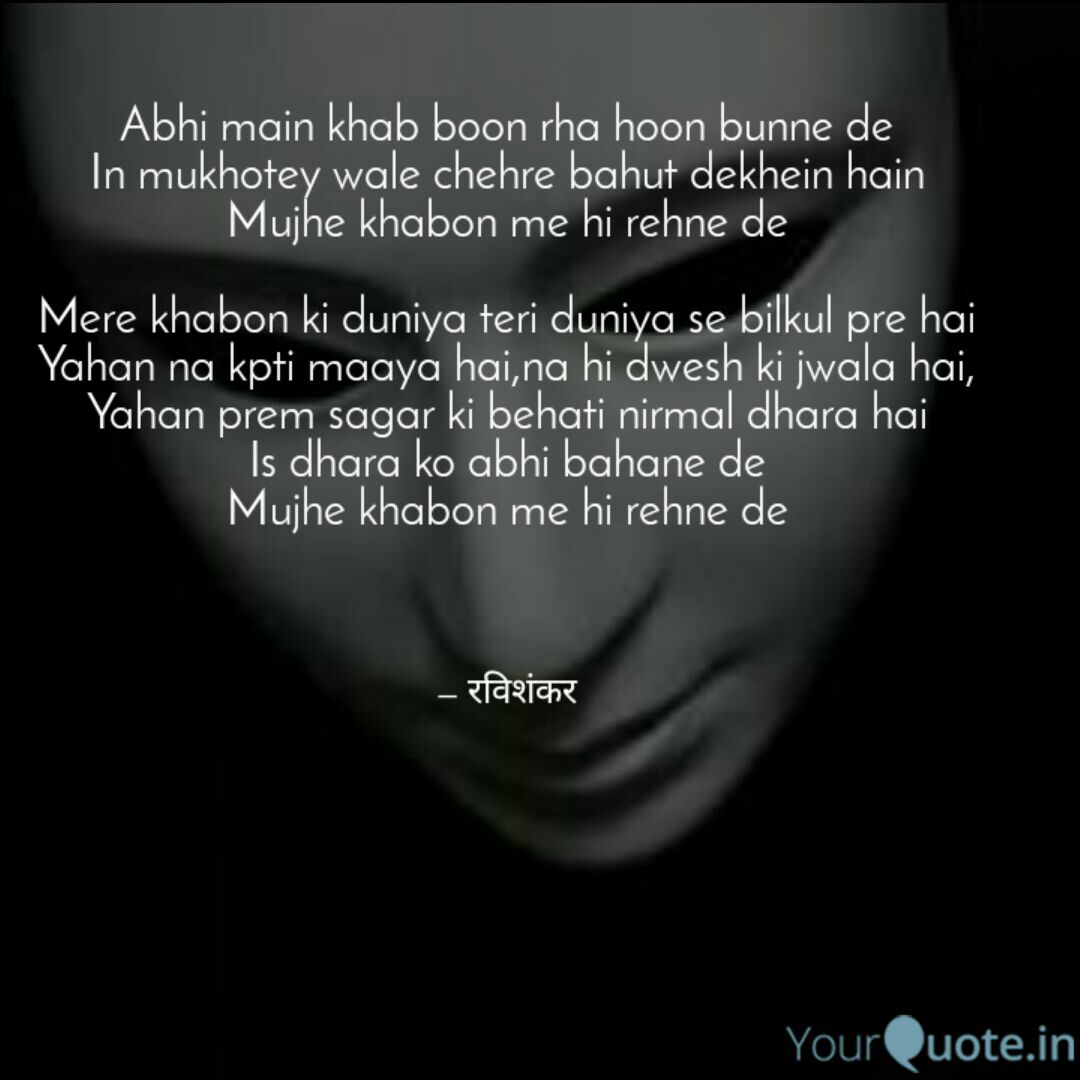 Abhi main khab boon rha hoon bunne de
In mukhotey wale chehre bahut dekhein hain
Mujhe khabon me hi rehne de
Mere khabon ki duniya teri duniya se bilkul pre hai
Yahan na kpti maaya hai,na hi dwesh ki jwala hai,
Yahan prem sagar ki behati nirmal dhara hai
Is dhara ko abhi bahane de
Mujhe khabon me hi rehne de
– रविशंकर
YourQuote.in